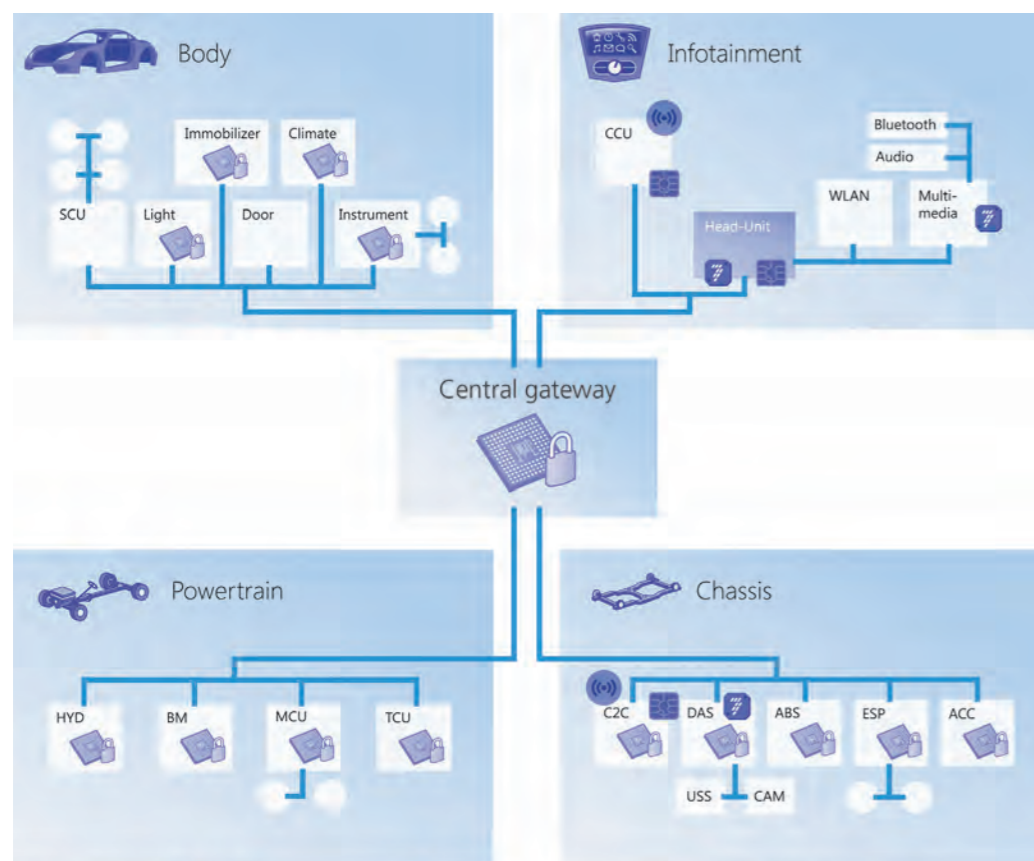 Body
Immobilizer
Climate
SCU
Light
Door
Instrument
Infotainment
CCU
Bluetooth
Audio
WLAN
Multi-
media
Head-Unit
Central gateway
Powertrain
HYD
BM
MCU
TCU
Chassis
C2C
DAS
ABS
ESP
ACC
USS
CAM